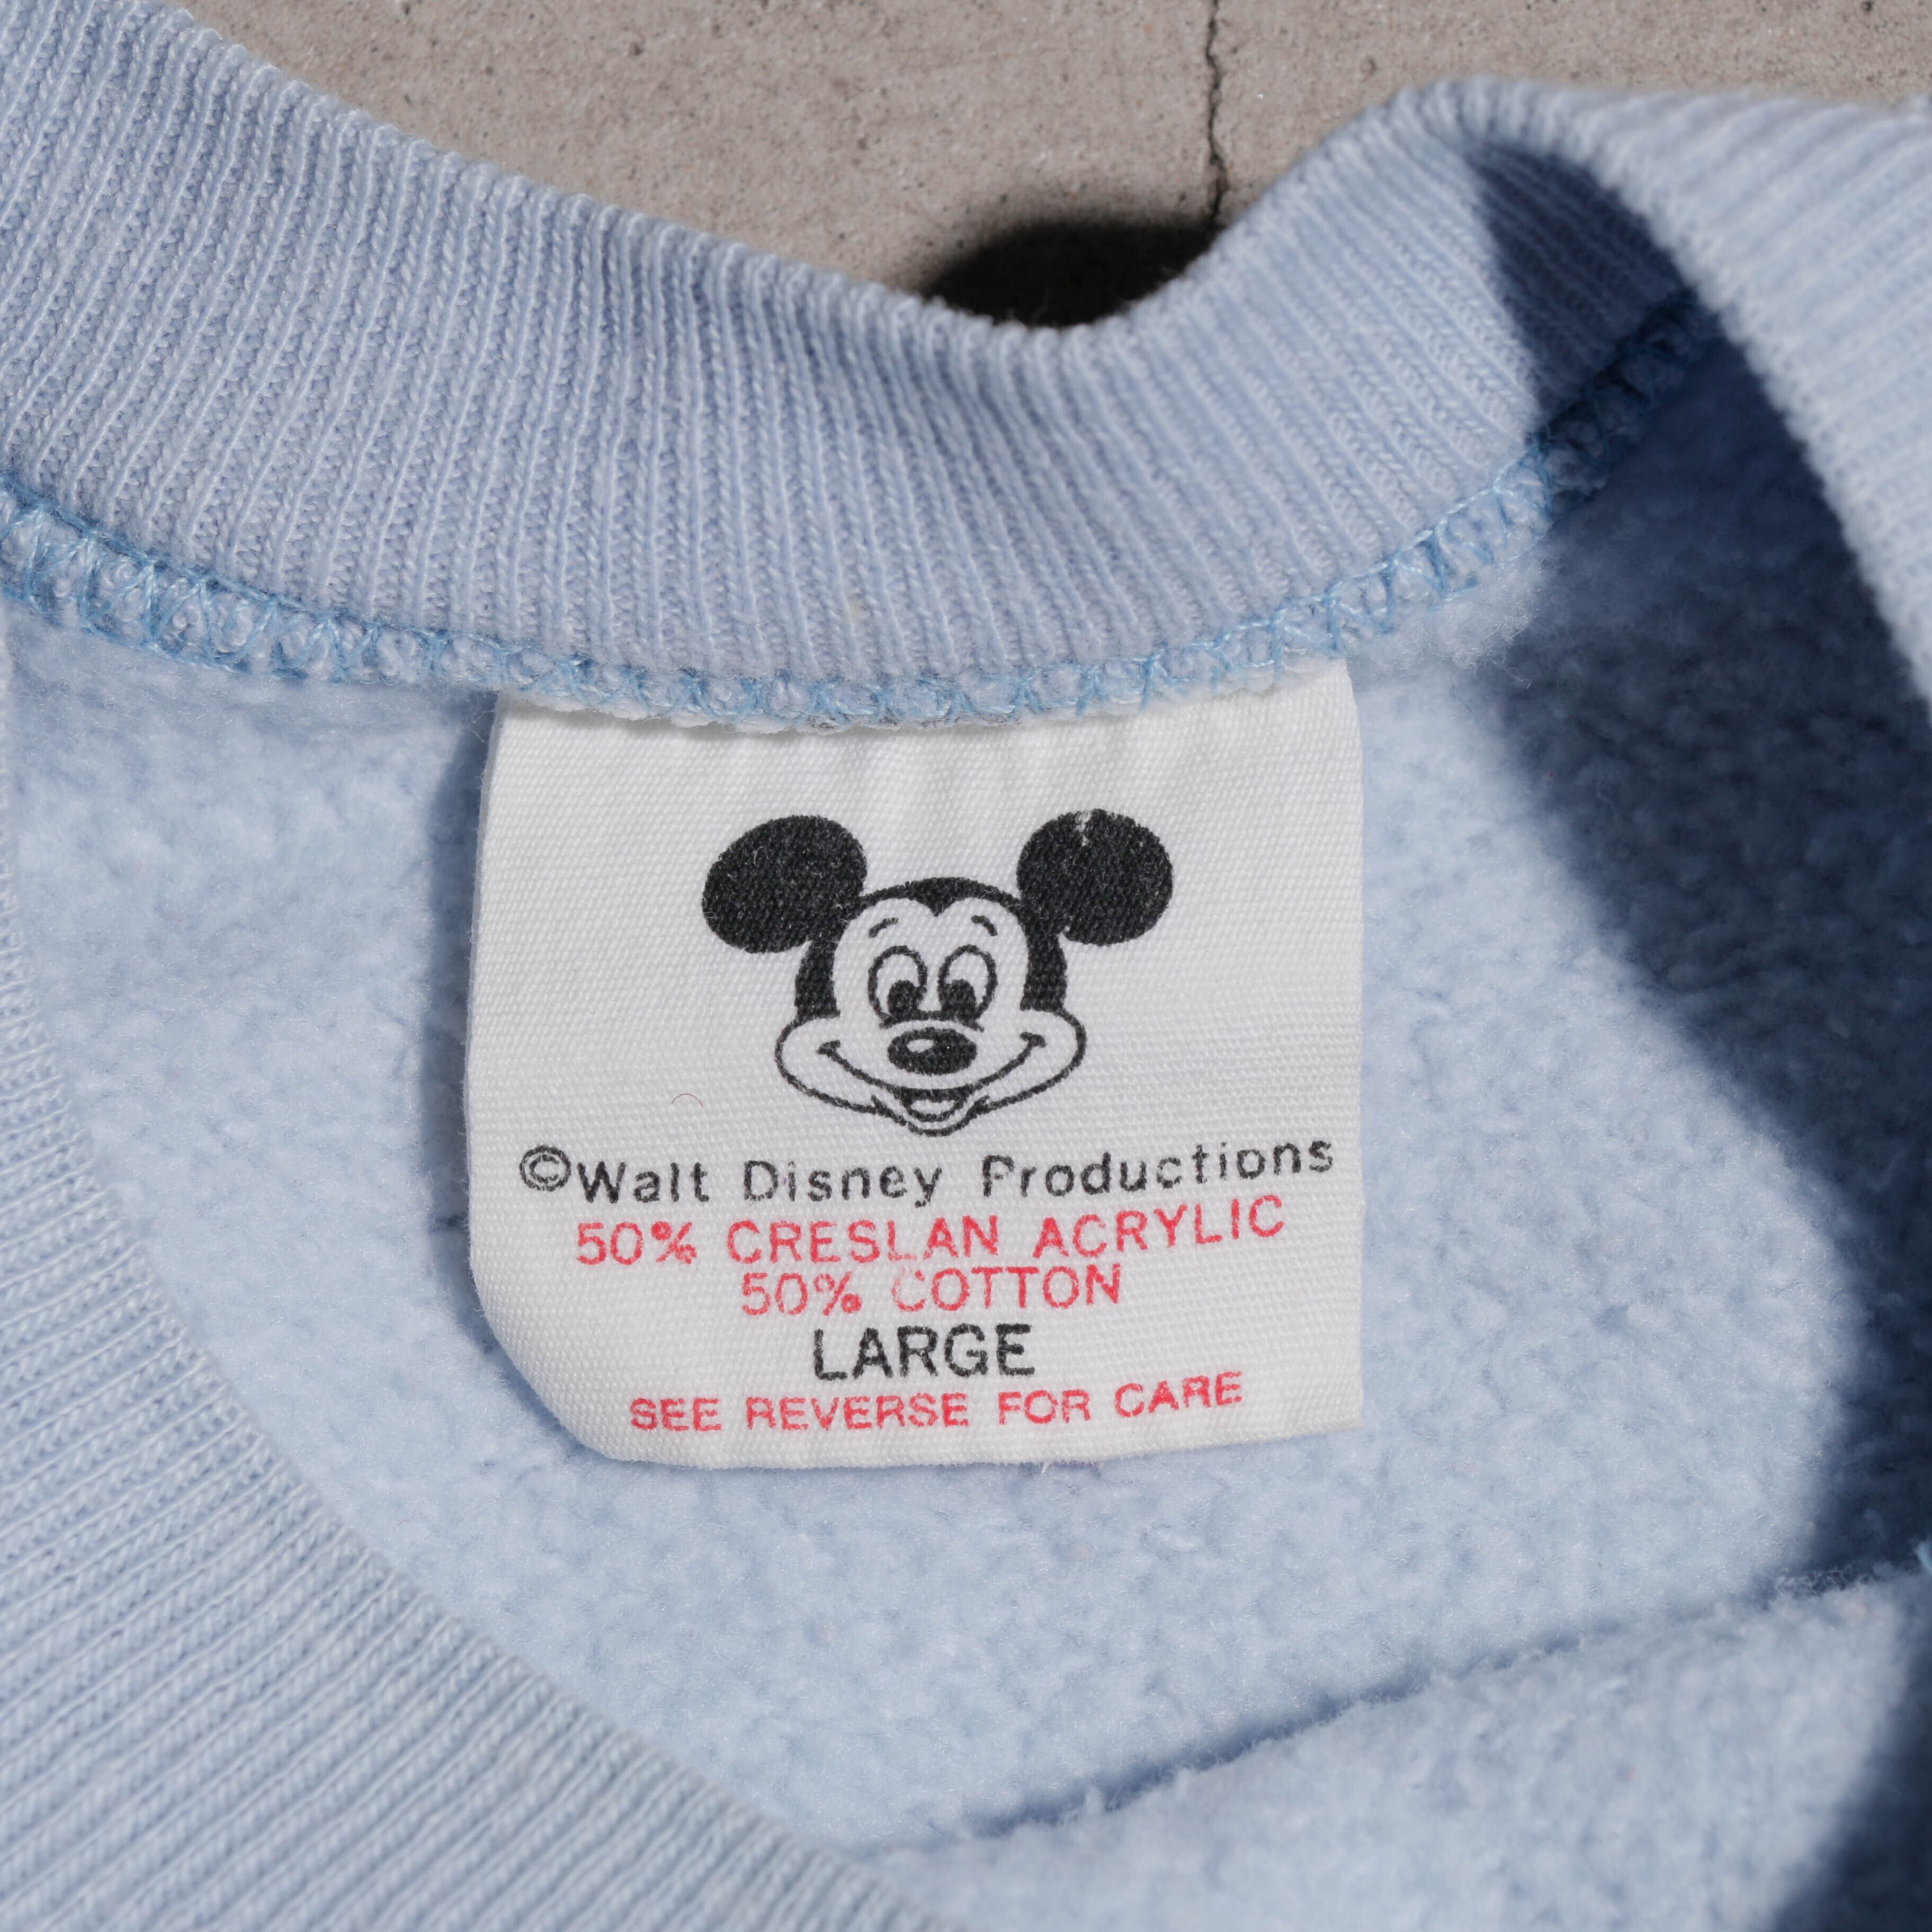 ©Walt Disney Productions
50% CRESLAN ACRYLIC
50% COTTON
LARGE
SEE REVERSE FOR CARE